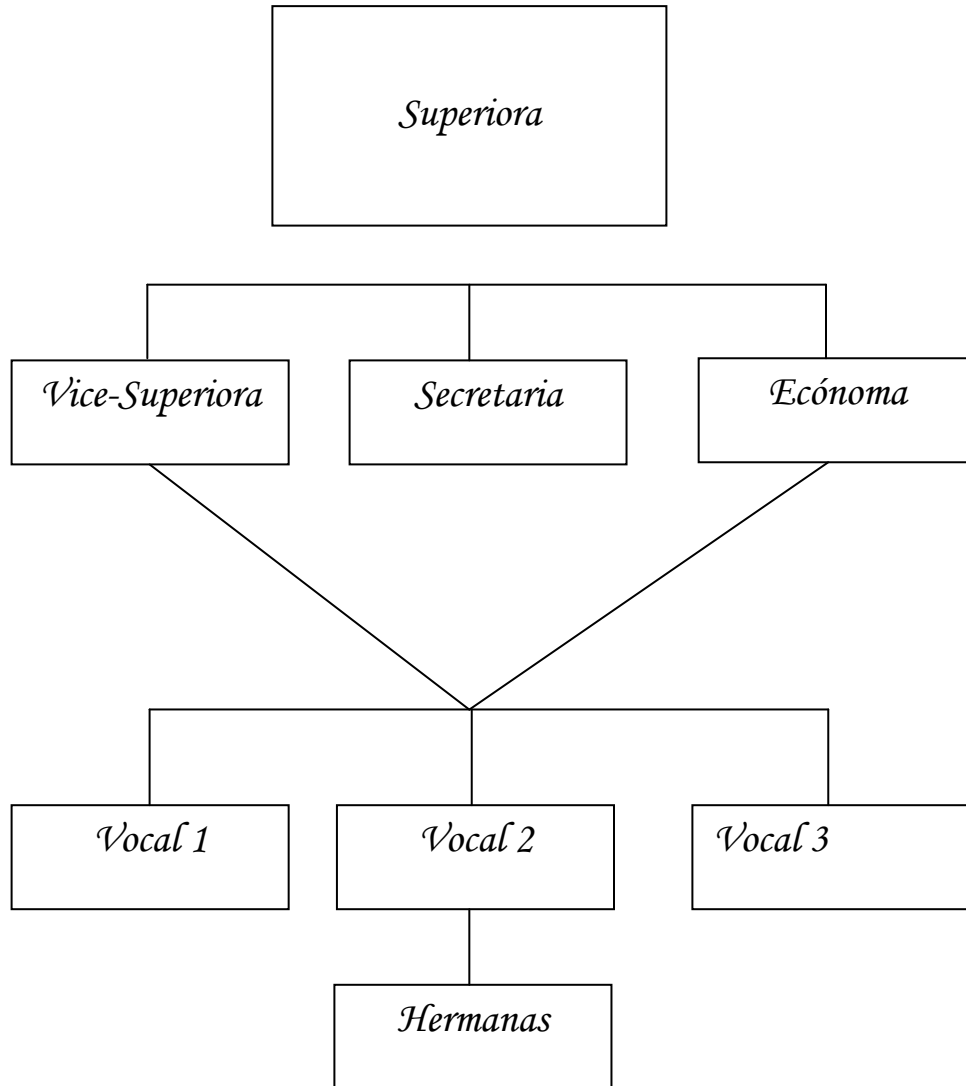 Superiora
Vice-Superiora
Secretaria
Ecónoma
Vocal 1
Vocal 2
Vocal 3
Hermanas